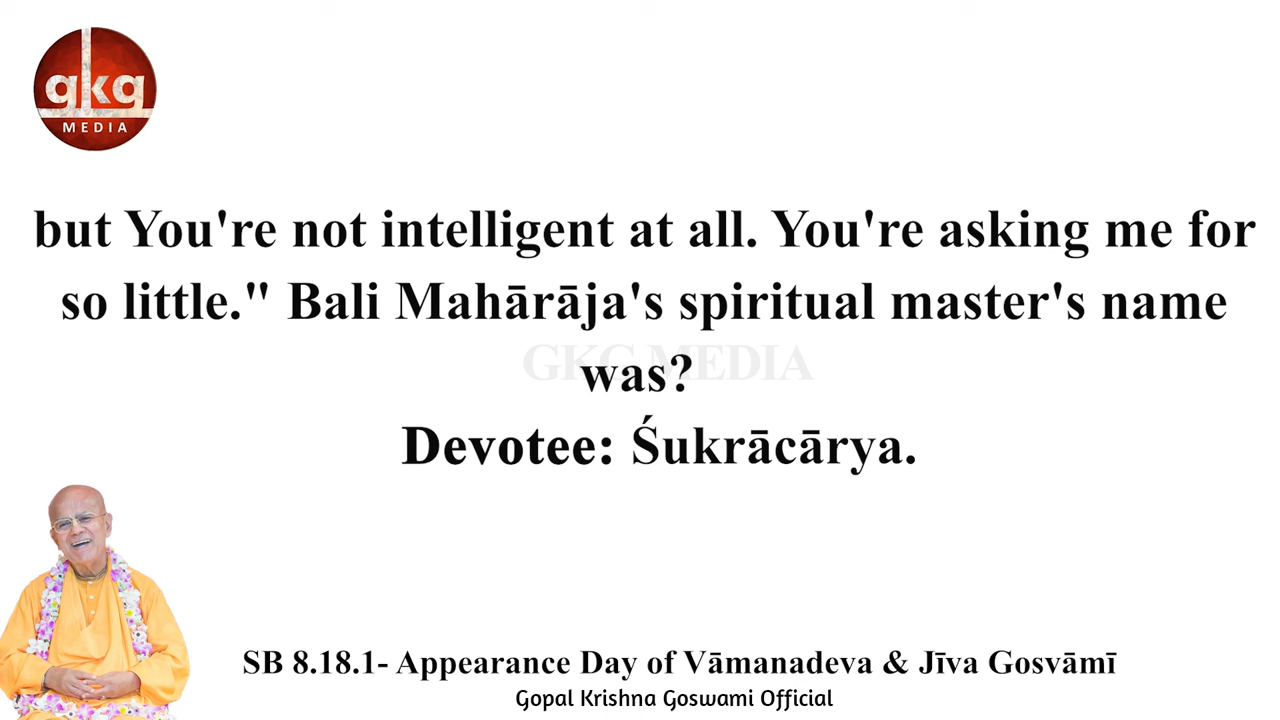 gkg
MEDIA
but You're not intelligent at all. You're asking me for
so little." Bali Mahārāja's spiritual master's name
GKG MEDIA
was?
Devotee: Śukrācārya.
SB 8.18.1- Appearance Day of Vāmanadeva & Jīva Gosvāmī
Gopal Krishna Goswami Official